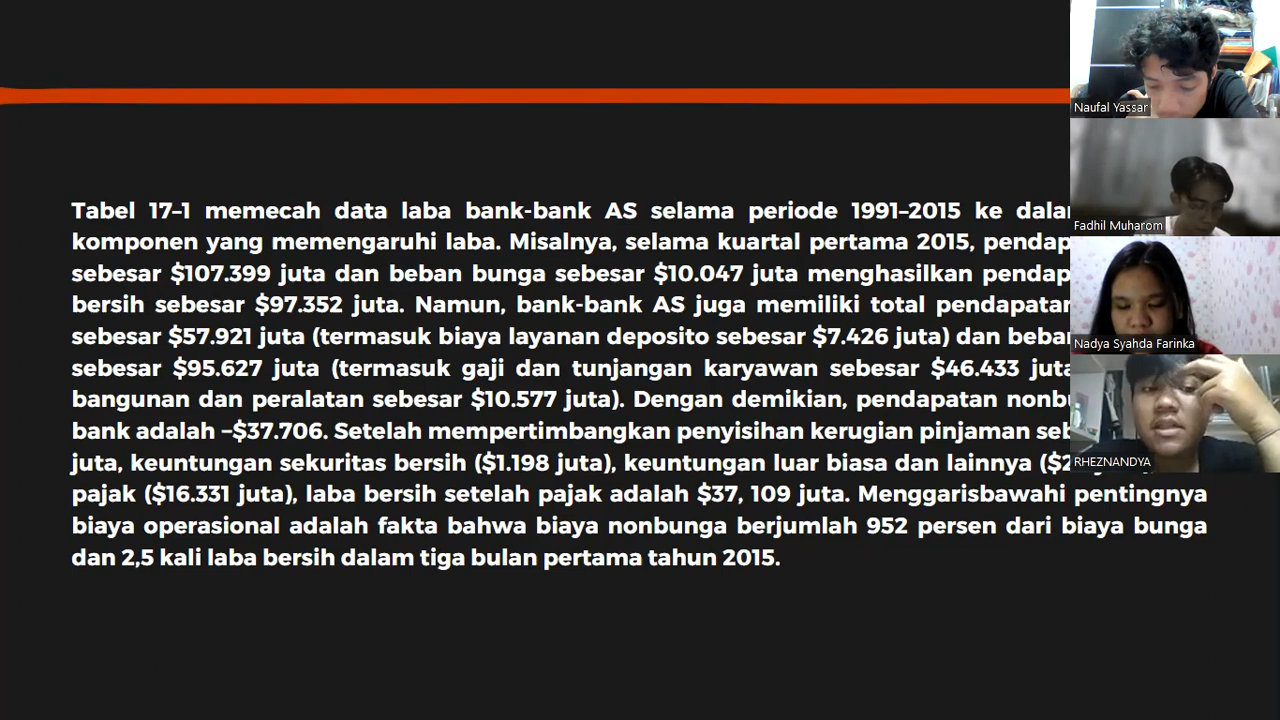 Tabel 17–1 memecah data laba bank-bank AS selama periode 1991–2015 ke
komponen yang memengaruhi laba. Misalnya, selama kuartal pertama 2015,
sebesar $107.399 juta dan beban bunga sebesar $10.047 juta menghasilkan
bersih sebesar $97.352 juta. Namun, bank-bank AS juga memiliki total pendapatan
sebesar $57.921 juta (termasuk biaya layanan deposito sebesar $7.426 juta) dan
sebesar $95.627 juta (termasuk gaji dan tunjangan karyawan sebesar $46.433
bangunan dan peralatan sebesar $10.577 juta). Dengan demikian, pendapatan
bank adalah –$37.706. Setelah mempertimbangkan penyisihan kerugian pinjaman
juta, keuntungan sekuritas bersih ($1.198 juta), keuntungan luar biasa dan lainnya
pajak ($16.331 juta), laba bersih setelah pajak adalah $37, 109 juta. Menggarisbawahi pentingnya
biaya operasional adalah fakta bahwa biaya nonbunga berjumlah 952 persen dari biaya bunga
dan 2,5 kali laba bersih dalam tiga bulan pertama tahun 2015.
Naufal Yassar
Fadhil Muharom
Nadya Syahda Farinka
RHEZNANDYA